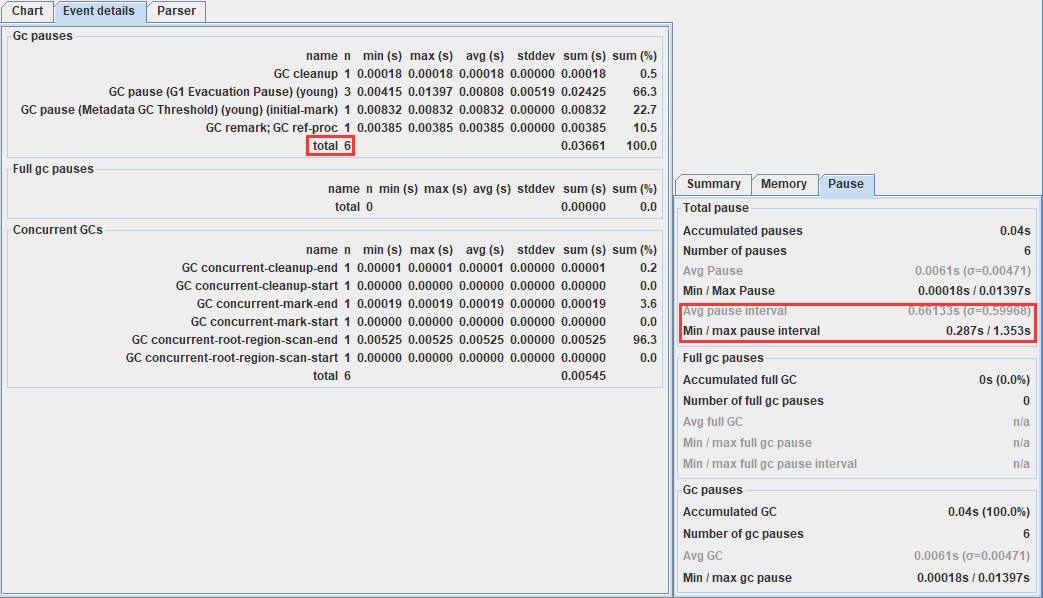 Chart Event details Parser
Gc pauses
name n min (s) max (s) avg (s) stddev sum (s) sum (%)
GC cleanup 1 0.00018 0.00018 0.00018 0.00000 0.00018 0.5
GC pause (G1 Evacuation Pause) (young) 3 0.00415 0.01397 0.00808 0.00519 0.02425 66.3
GC pause (Metadata GC Threshold) (young) (initial-mark) 1 0.00832 0.00832 0.00832 0.00000 0.00832 22.7
GC remark; GC ref-proc 1 0.00385 0.00385 0.00385 0.00000 0.00385 10.5
total 6 0.03661 100.0
Full gc pauses
name n min (s) max (s) avg (s) stddev sum (s) sum (%)
total 0 0.00000 0.0
Concurrent GCs
name n min (s) max (s) avg (s) stddev sum (s) sum (%)
GC concurrent-cleanup-end 1 0.00001 0.00001 0.00001 0.00000 0.00001 0.2
GC concurrent-cleanup-start 1 0.00000 0.00000 0.00000 0.00000 0.00000 0.0
GC concurrent-mark-end 1 0.00019 0.00019 0.00019 0.00000 0.00019 3.6
GC concurrent-mark-start 1 0.00000 0.00000 0.00000 0.00000 0.00000 0.0
GC concurrent-root-region-scan-end 1 0.00525 0.00525 0.00525 0.00000 0.00525 96.3
GC concurrent-root-region-scan-start 1 0.00000 0.00000 0.00000 0.00000 0.00000 0.0
total 6 0.00545
Summary Memory Pause
Total pause
Accumulated pauses 0.04s
Number of pauses 6
Avg Pause 0.0061s (σ=0.00471)
Min / Max Pause 0.00018s / 0.01397s
Avg pause interval 0.66133s (σ=0.59968)
Min / max pause interval 0.287s / 1.353s
Full gc pauses
Accumulated full GC 0s (0.0%)
Number of full gc pauses 0
Avg full GC n/a
Min / max full gc pause n/a
Min / max full gc pause interval n/a
Gc pauses
Accumulated GC 0.04s (100.0%)
Number of gc pauses 6
Avg GC 0.0061s (σ=0.00471)
Min / max gc pause 0.00018s / 0.01397s